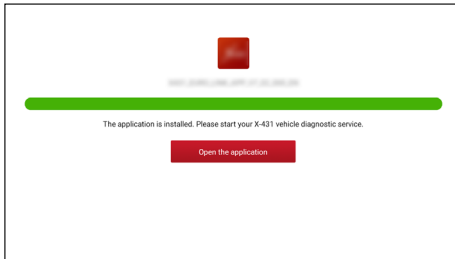 The application is installed. Please start your X-431 vehicle diagnostic service.
Open the application